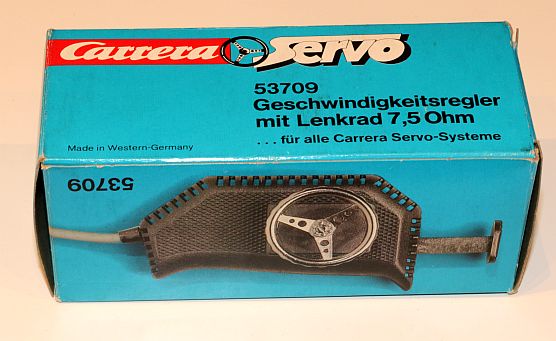 Carrera Servo
53709
Geschwindigkeitsregler
mit Lenkrad 7,5 Ohm
...für alle Carrera Servo-Systeme
Made in Western-Germany
53709